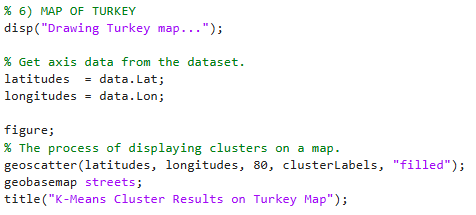 % 6) MAP OF TURKEY
disp("Drawing Turkey map...");
% Get axis data from the dataset.
latitudes  = data.Lat;
longitudes = data.Lon;
figure;
% The process of displaying clusters on a map.
geoscatter(latitudes, longitudes, 80, clusterLabels, "filled");
geobasemap streets;
title("K-Means Cluster Results on Turkey Map");